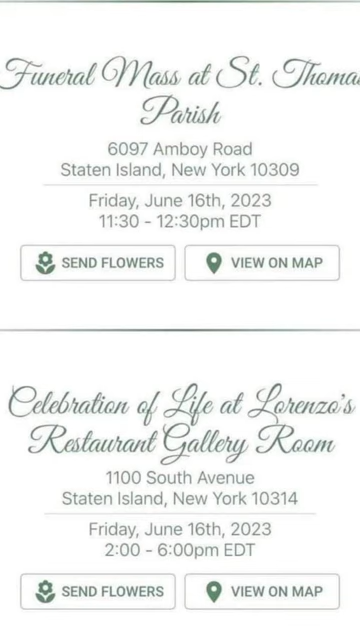 Funeral Mass at St. Thomas
Parish
6097 Amboy Road
Staten Island, New York 10309
Friday, June 16th, 2023
11:30 - 12:30pm EDT
SEND FLOWERS VIEW ON MAP
Celebration of Life at Lorenzo's
Restaurant Gallery Room
1100 South Avenue
Staten Island, New York 10314
Friday, June 16th, 2023
2:00 - 6:00pm EDT
SEND FLOWERS VIEW ON MAP